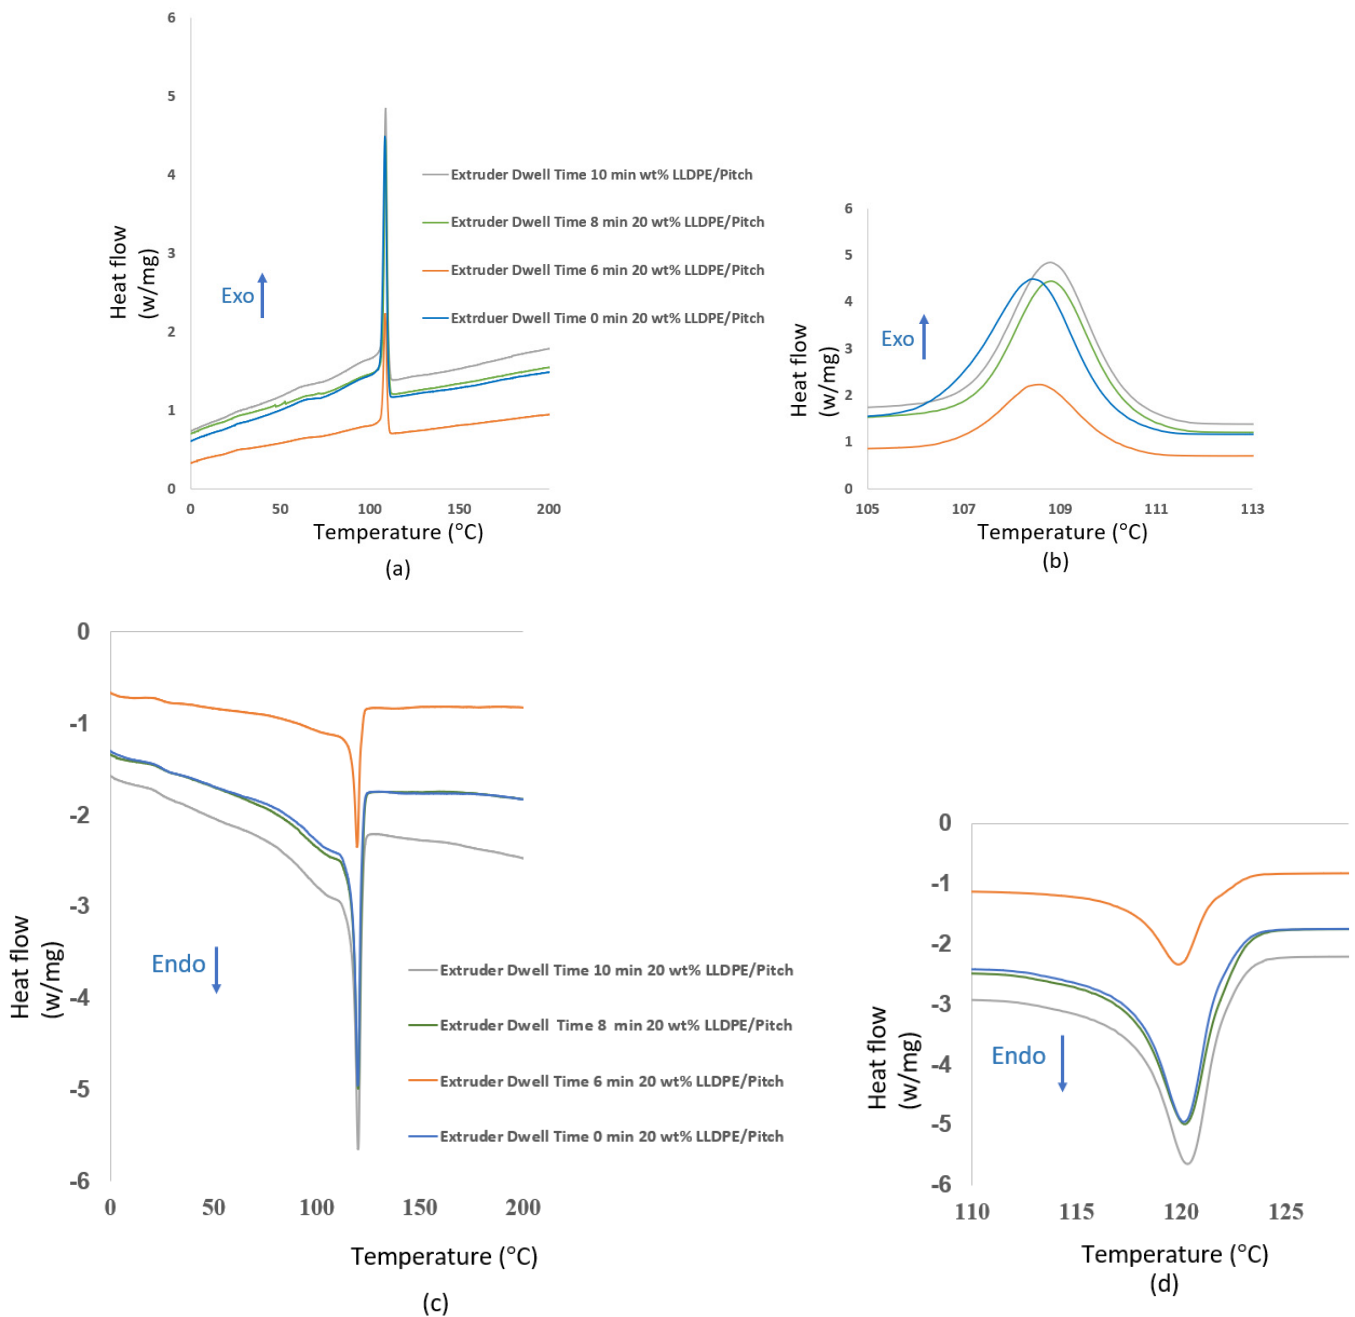 6
5
4
3
2
1
0
Heat flow
(w/mg)
Exo
Extruder Dwell Time 10 min wt% LLDPE/Pitch
Extruder Dwell Time 8 min 20 wt% LLDPE/Pitch
Extruder Dwell Time 6 min 20 wt% LLDPE/Pitch
Extrduer Dwell Time 0 min 20 wt% LLDPE/Pitch
0 50 100 150 200
Temperature (°C)
(a)
6
5
4
3
2
1
0
Heat flow
(w/mg)
Exo
105 107 109 111 113
Temperature (°C)
(b)
0
-1
-2
-3
-4
-5
-6
Heat flow
(w/mg)
Endo
Extruder Dwell Time 10 min 20 wt% LLDPE/Pitch
Extruder Dwell Time 8 min 20 wt% LLDPE/Pitch
Extruder Dwell Time 6 min 20 wt% LLDPE/Pitch
Extruder Dwell Time 0 min 20 wt% LLDPE/Pitch
0 50 100 150 200
Temperature (°C)
(c)
0
-1
-2
-3
-4
-5
-6
Heat flow
(w/mg)
Endo
110 115 120 125
Temperature (°C)
(d)